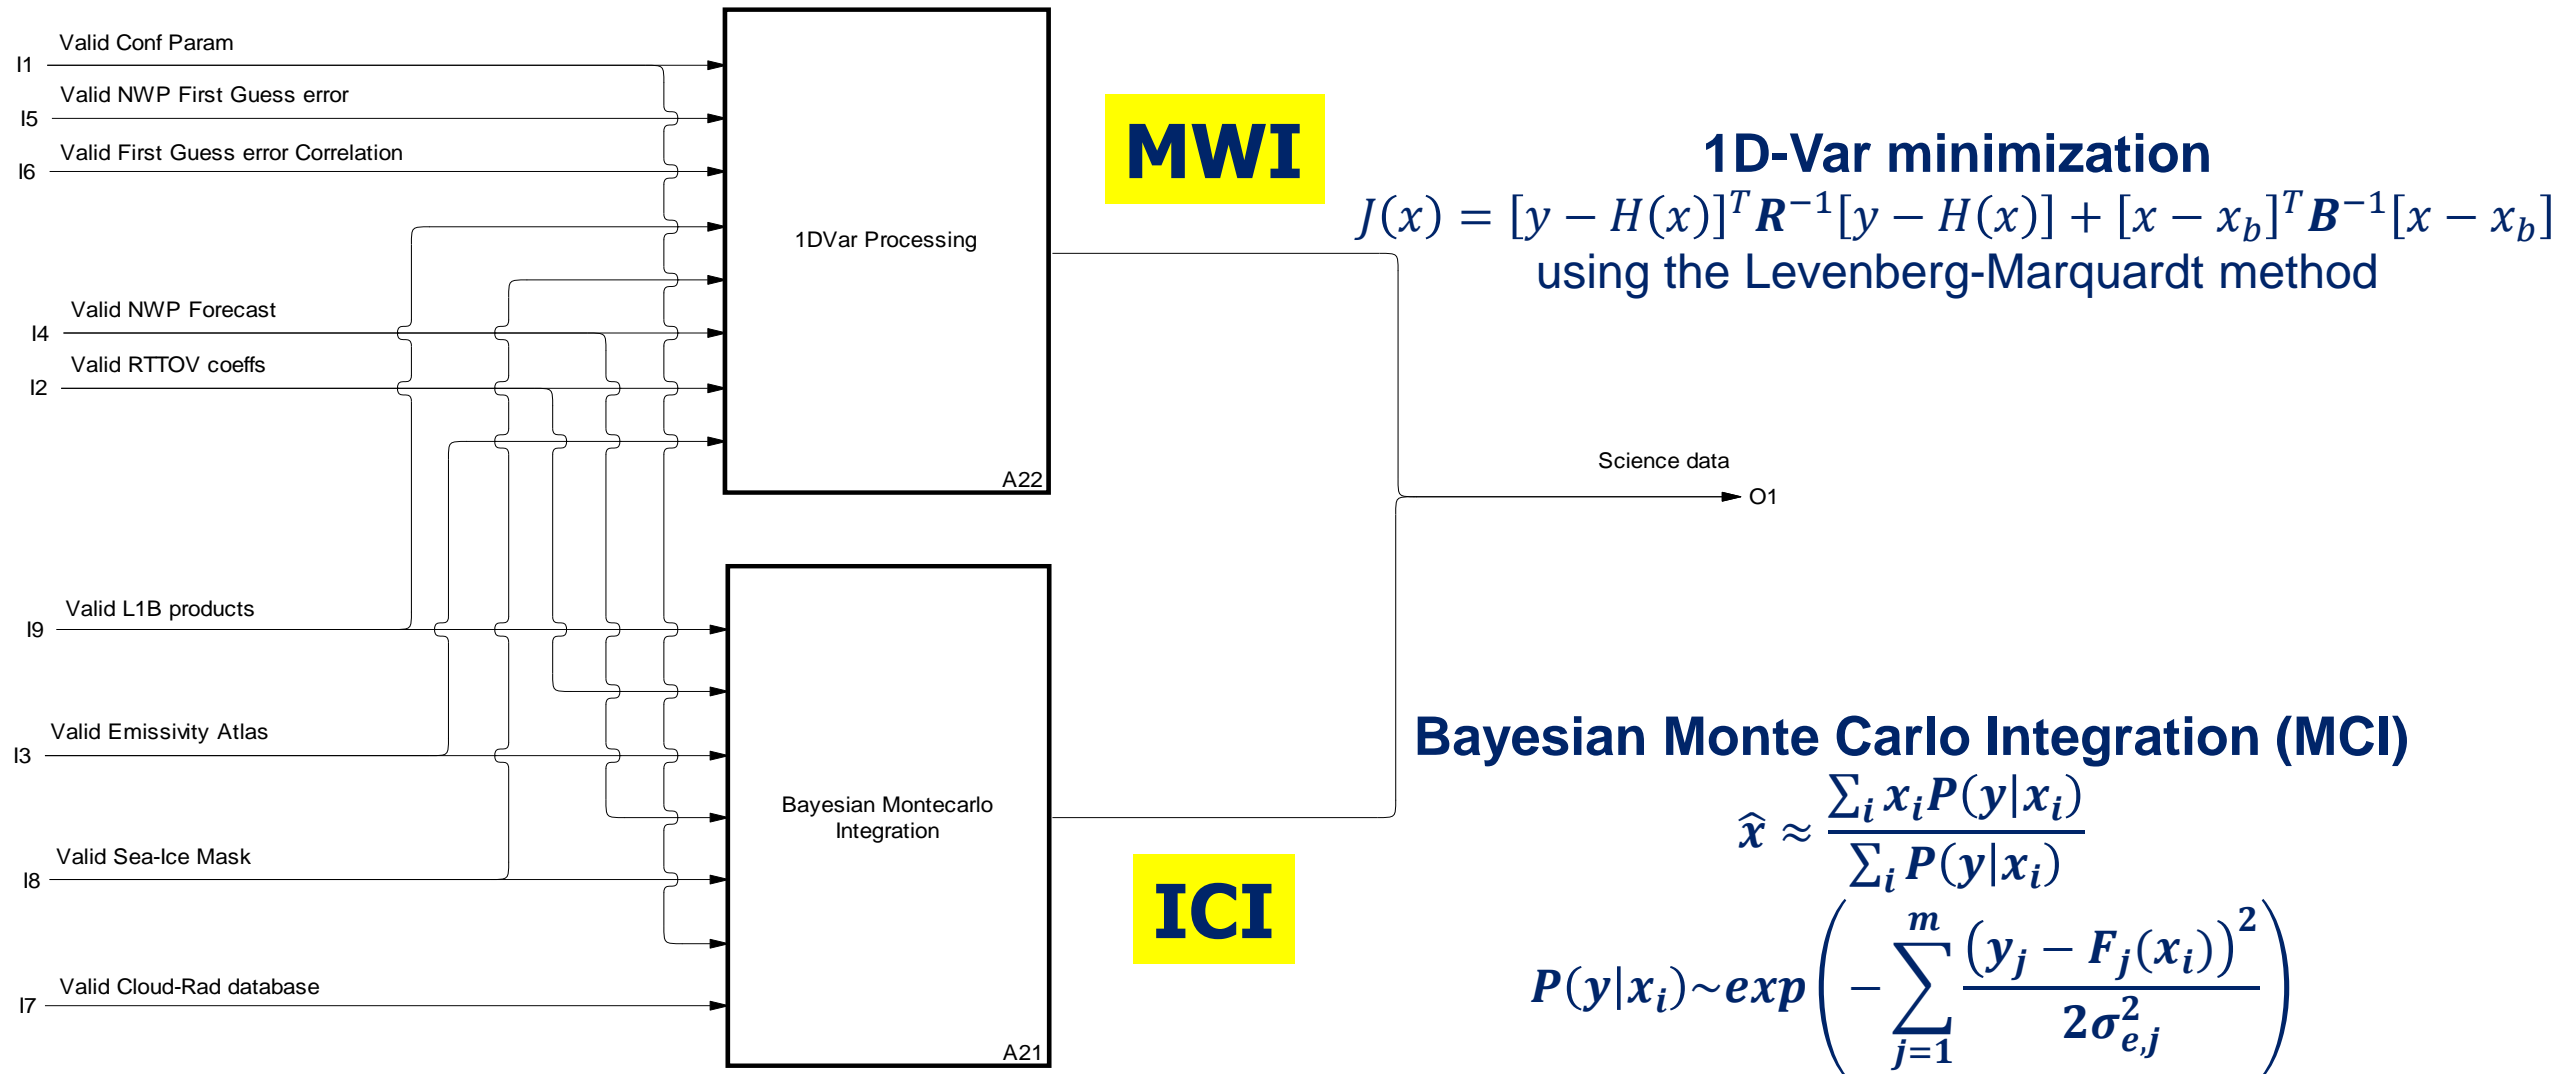 Valid Conf Param
I1
Valid NWP First Guess error
I5
Valid First Guess error Correlation
I6
Valid NWP Forecast
I4
Valid RTTOV coeffs
I2
Valid L1B products
I9
Valid Emissivity Atlas
I3
Valid Sea-Ice Mask
I8
Valid Cloud-Rad database
I7
1DVar Processing
A22
Bayesian Montecarlo
Integration
A21
MWI
1D-Var minimization
J(x) = [y − H(x)]^T R^{−1}[y − H(x)] + [x − x_b]^T B^{−1}[x − x_b]
using the Levenberg-Marquardt method
Science data
O1
ICI
Bayesian Monte Carlo Integration (MCI)
x̂ ≈ ∑_i x_i P(y|x_i) / ∑_i P(y|x_i)
P(y|x_i)~exp(− ∑_{j=1}^{m} (y_j − F_j(x_i))^2 / 2σ_{e,j}^2)